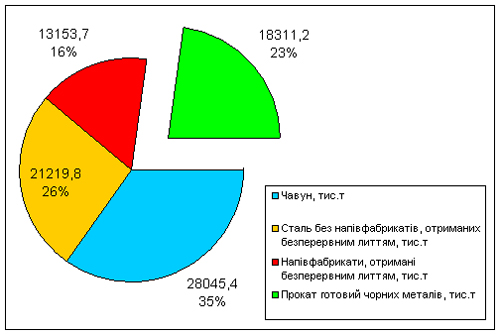 13153,7
16%
18311,2
23%
21219,8
26%
28045,4
35%
Чавун, тис.т
Сталь без напівфабрикатів, отриманих
безперервним литтям, тис.т
Напівфабрикати, отримані
безперервним литтям, тис.т
Прокат готовий чорних металів, тис.т